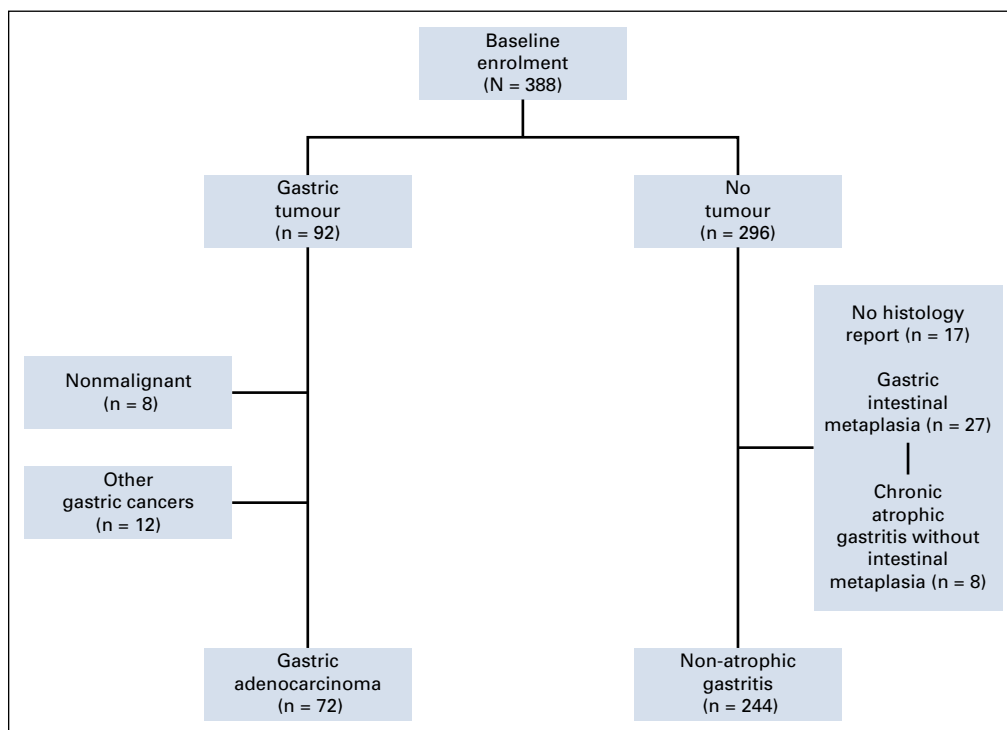 Baseline
enrolment
(N = 388)
Gastric
tumour
(n = 92)
No
tumour
(n = 296)
No histology
report (n = 17)
Gastric
intestinal
metaplasia (n = 27)
Chronic
atrophic
gastritis without
intestinal
metaplasia (n = 8)
Nonmalignant
(n = 8)
Other
gastric cancers
(n = 12)
Gastric
adenocarcinoma
(n = 72)
Non-atrophic
gastritis
(n = 244)